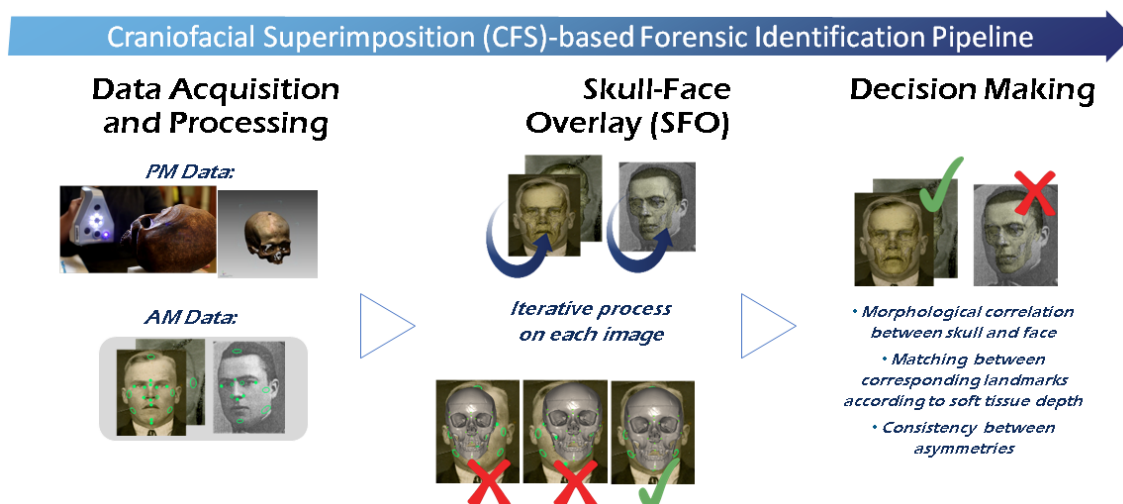 Craniofacial Superimposition (CFS)-based Forensic Identification Pipeline
Data Acquisition
and Processing
PM Data:
AM Data:
Skull-Face
Overlay (SFO)
Iterative process
on each image
Decision Making
• Morphological correlation
between skull and face
• Matching between
corresponding landmarks
according to soft tissue depth
• Consistency between
asymmetries